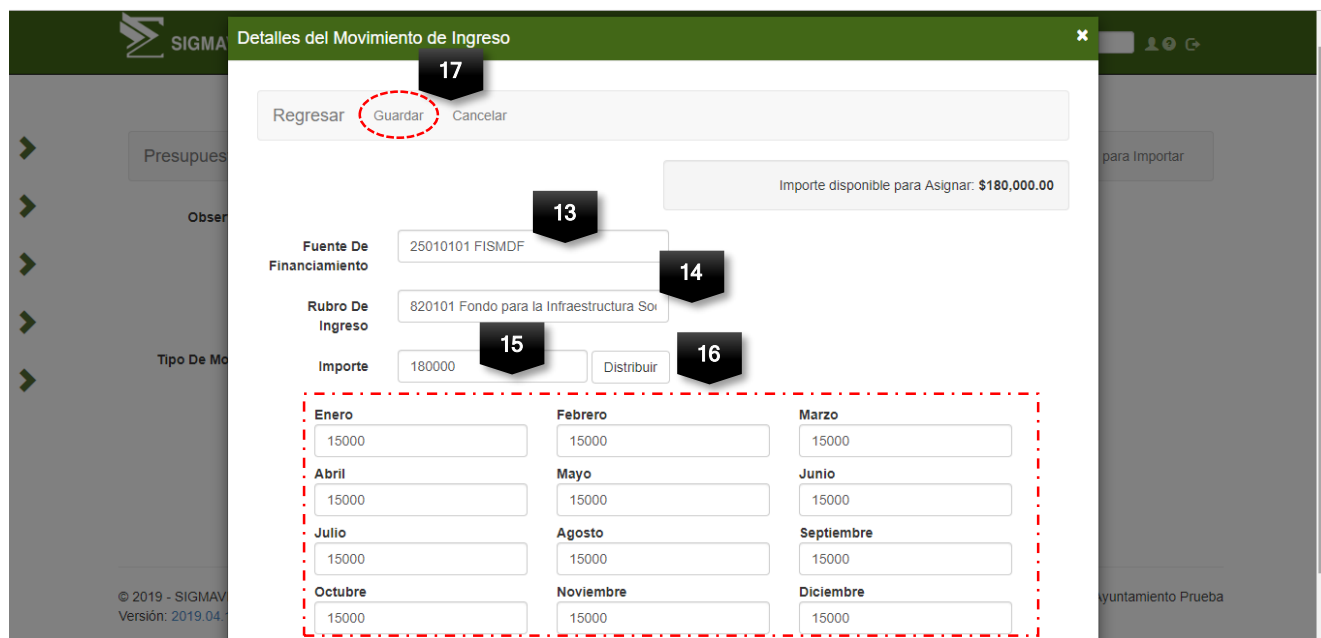 SIGMA
Detalles del Movimiento de Ingreso
17
Regresar Guardar Cancelar
Presupues
para Importar
Importe disponible para Asignar: $180,000.00
Obser
13
Fuente De
Financiamiento
25010101 FISMDF
14
Rubro De
Ingreso
820101 Fondo para la Infraestructura So
15
16
Tipo De Mo
Importe
180000
Distribuir
Enero Febrero Marzo
15000 15000 15000
Abril Mayo Junio
15000 15000 15000
Julio Agosto Septiembre
15000 15000 15000
Octubre Noviembre Diciembre
15000 15000 15000
© 2019 - SIGMAV
Versión: 2019.04.
Ayuntamiento Prueba